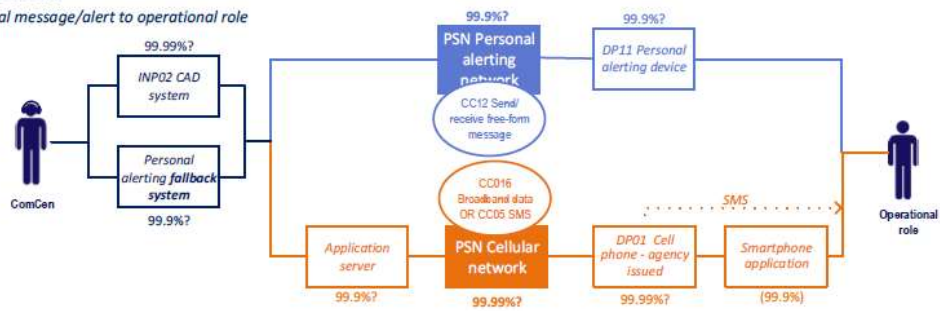 al message/alert to operational role
99.99%?
INP02 CAD
system
Personal
alerting fallback
system
99.9%?
ComCen
99.9%?
PSN Personal
alerting
network
CC12 Send/
receive free-form
message
99.9%?
DP11 Personal
alerting device
CC016
Broadband data
OR CC05 SMS
SMS
Application
server
99.9%?
PSN Cellular
network
99.99%?
DP01 Cell
phone - agency
issued
99.99%?
Smartphone
application
(99.9%)
Operational
role